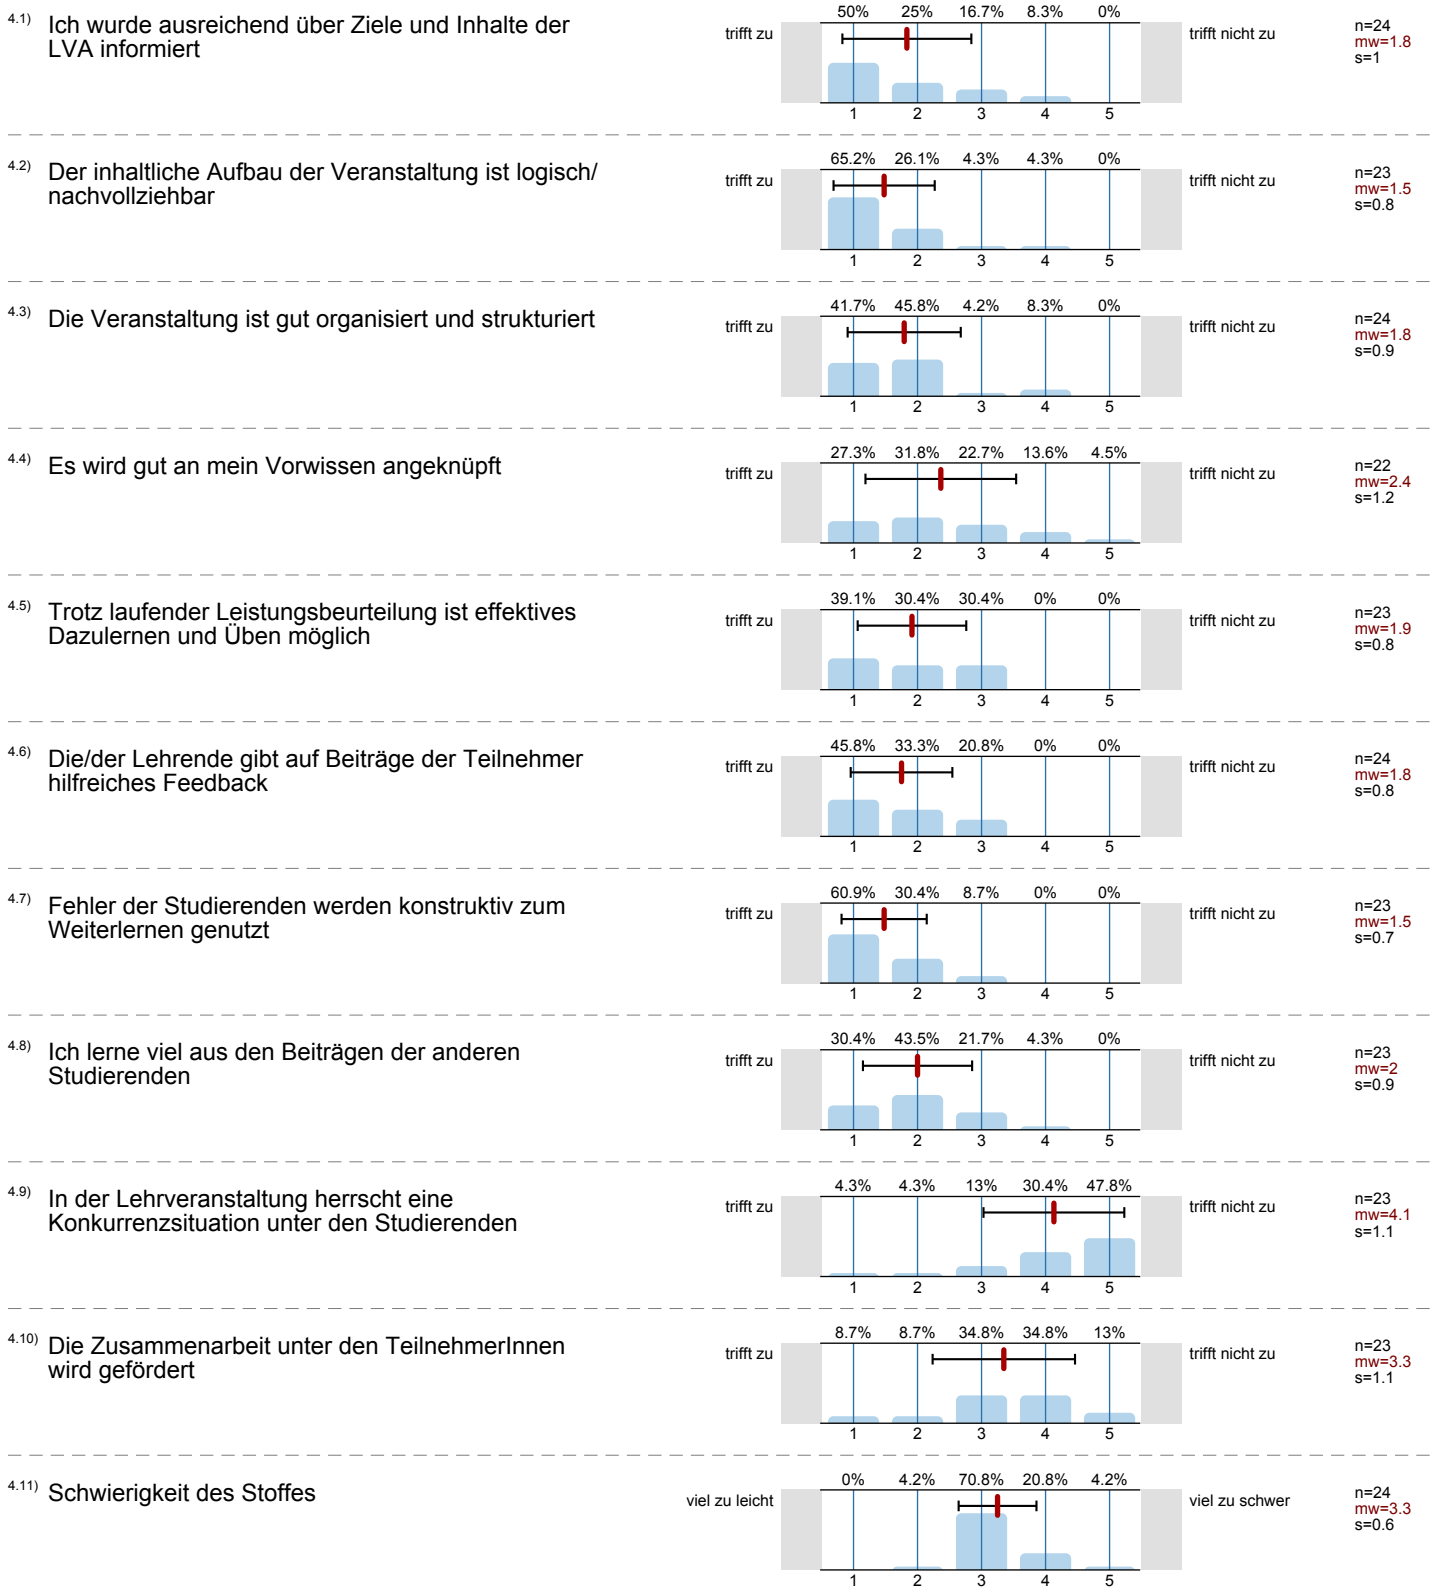 4.1) Ich wurde ausreichend über Ziele und Inhalte der
LVA informiert
trifft zu
50% 25% 16.7% 8.3% 0%
1 2 3 4 5
trifft nicht zu
n=24
mw=1.8
s=1
4.2) Der inhaltliche Aufbau der Veranstaltung ist logisch/
nachvollziehbar
trifft zu
65.2% 26.1% 4.3% 4.3% 0%
1 2 3 4 5
trifft nicht zu
n=23
mw=1.5
s=0.8
4.3) Die Veranstaltung ist gut organisiert und strukturiert
trifft zu
41.7% 45.8% 4.2% 8.3% 0%
1 2 3 4 5
trifft nicht zu
n=24
mw=1.8
s=0.9
4.4) Es wird gut an mein Vorwissen angeknüpft
trifft zu
27.3% 31.8% 22.7% 13.6% 4.5%
1 2 3 4 5
trifft nicht zu
n=22
mw=2.4
s=1.2
4.5) Trotz laufender Leistungsbeurteilung ist effektives
Dazulernen und Üben möglich
trifft zu
39.1% 30.4% 30.4% 0% 0%
1 2 3 4 5
trifft nicht zu
n=23
mw=1.9
s=0.8
4.6) Die/der Lehrende gibt auf Beiträge der Teilnehmer
hilfreiches Feedback
trifft zu
45.8% 33.3% 20.8% 0% 0%
1 2 3 4 5
trifft nicht zu
n=24
mw=1.8
s=0.8
4.7) Fehler der Studierenden werden konstruktiv zum
Weiterlernen genutzt
trifft zu
60.9% 30.4% 8.7% 0% 0%
1 2 3 4 5
trifft nicht zu
n=23
mw=1.5
s=0.7
4.8) Ich lerne viel aus den Beiträgen der anderen
Studierenden
trifft zu
30.4% 43.5% 21.7% 4.3% 0%
1 2 3 4 5
trifft nicht zu
n=23
mw=2
s=0.9
4.9) In der Lehrveranstaltung herrscht eine
Konkurrenzsituation unter den Studierenden
trifft zu
4.3% 4.3% 13% 30.4% 47.8%
1 2 3 4 5
trifft nicht zu
n=23
mw=4.1
s=1.1
4.10) Die Zusammenarbeit unter den TeilnehmerInnen
wird gefördert
trifft zu
8.7% 8.7% 34.8% 34.8% 13%
1 2 3 4 5
trifft nicht zu
n=23
mw=3.3
s=1.1
4.11) Schwierigkeit des Stoffes
viel zu leicht
0% 4.2% 70.8% 20.8% 4.2%
1 2 3 4 5
viel zu schwer
n=24
mw=3.3
s=0.6